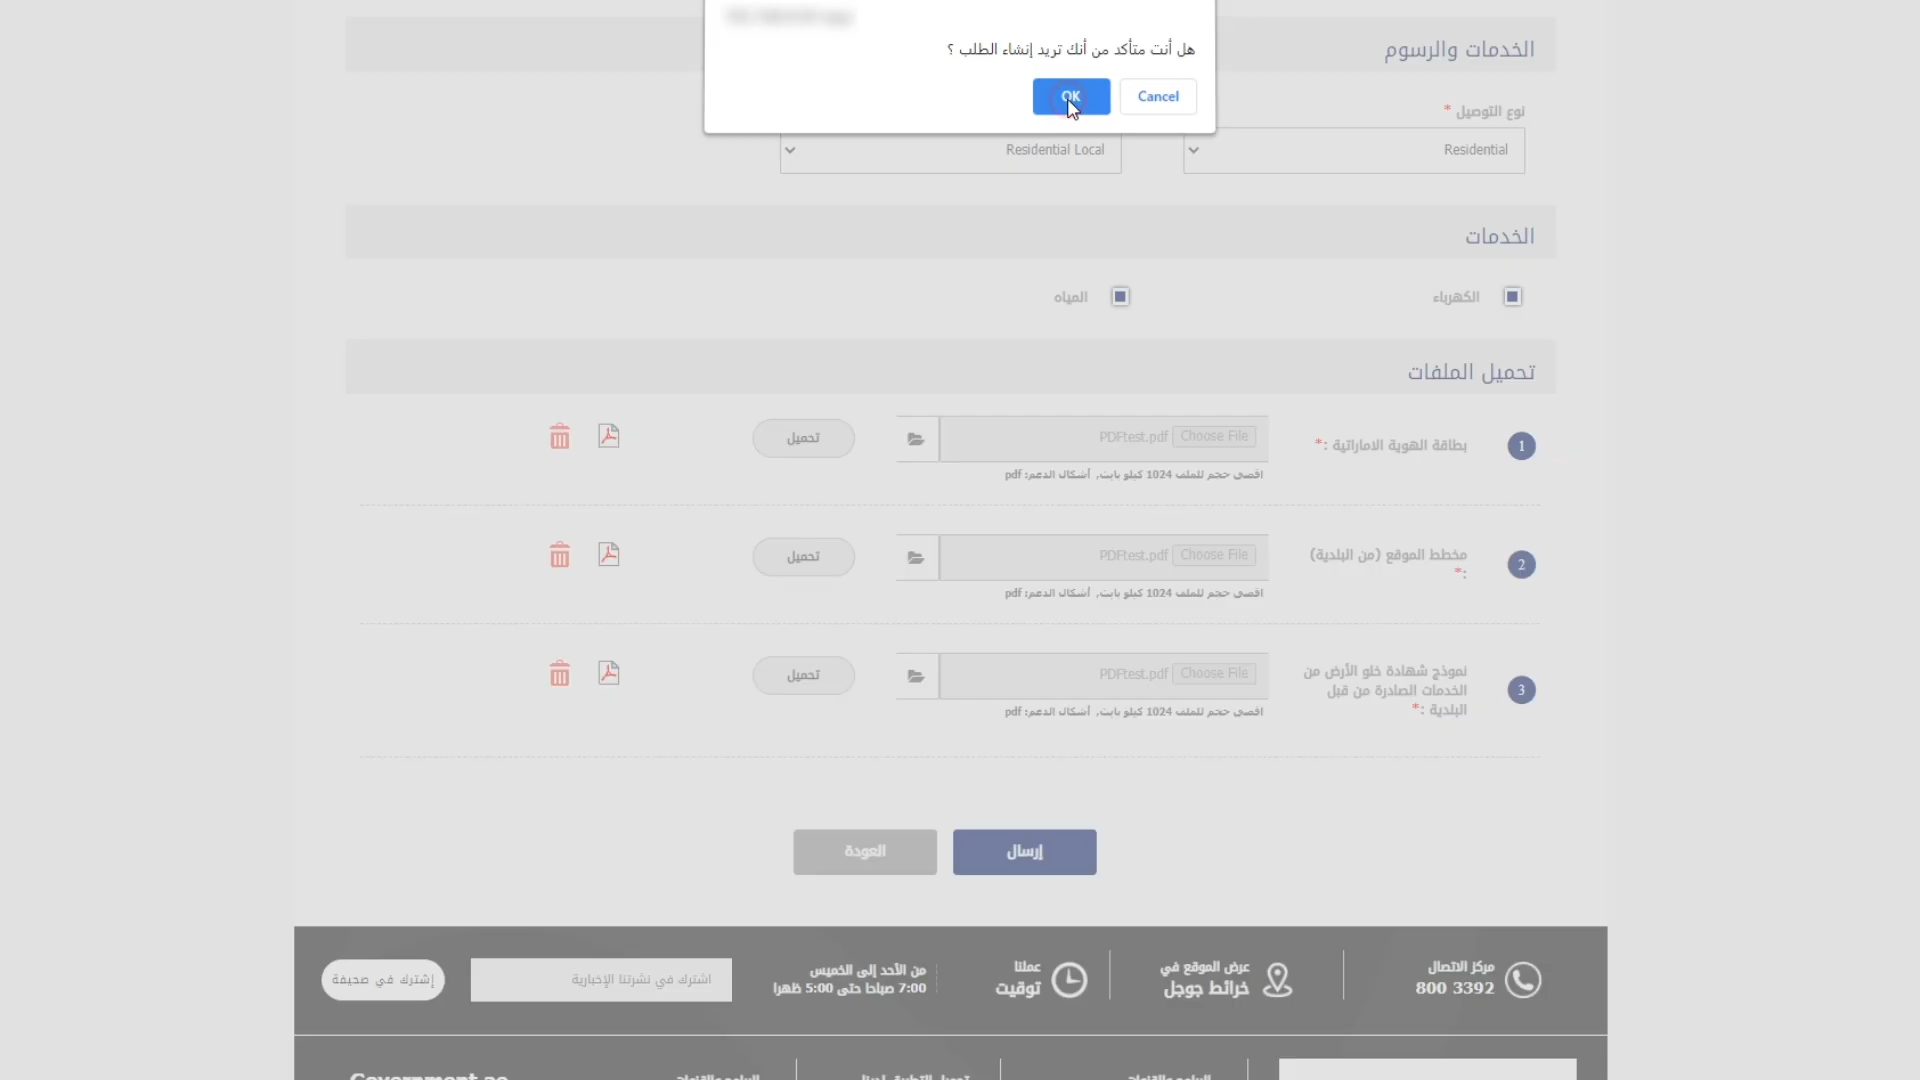 هل أنت متأكد من أنك تريد إنشاء الطلب ؟
OK
Cancel
الخدمات والرسوم
نوع التوصيل *
Residential
Residential Local
الخدمات
الكهرباء
المياه
تحميل الملفات
1
بطاقة الهوية الاماراتية :*
Choose File PDFtest.pdf
تحميل
اقصى حجم للملف 1024 كيلو بايت, أشكال الدعم: pdf
2
مخطط الموقع (من البلدية)
:*
Choose File PDFtest.pdf
تحميل
اقصى حجم للملف 1024 كيلو بايت, أشكال الدعم: pdf
3
نموذج شهادة خلو الأرض من
الخدمات الصادرة من قبل
البلدية :*
Choose File PDFtest.pdf
تحميل
اقصى حجم للملف 1024 كيلو بايت, أشكال الدعم: pdf
إرسال
العودة
مركز الاتصال
800 3392
عرض الموقع في
خرائط جوجل
عملنا
توقيت
من الأحد إلى الخميس
7:00 صباحا حتى 5:00 ظهرا
اشترك في نشرتنا الإخبارية
إشترك في صحيفة